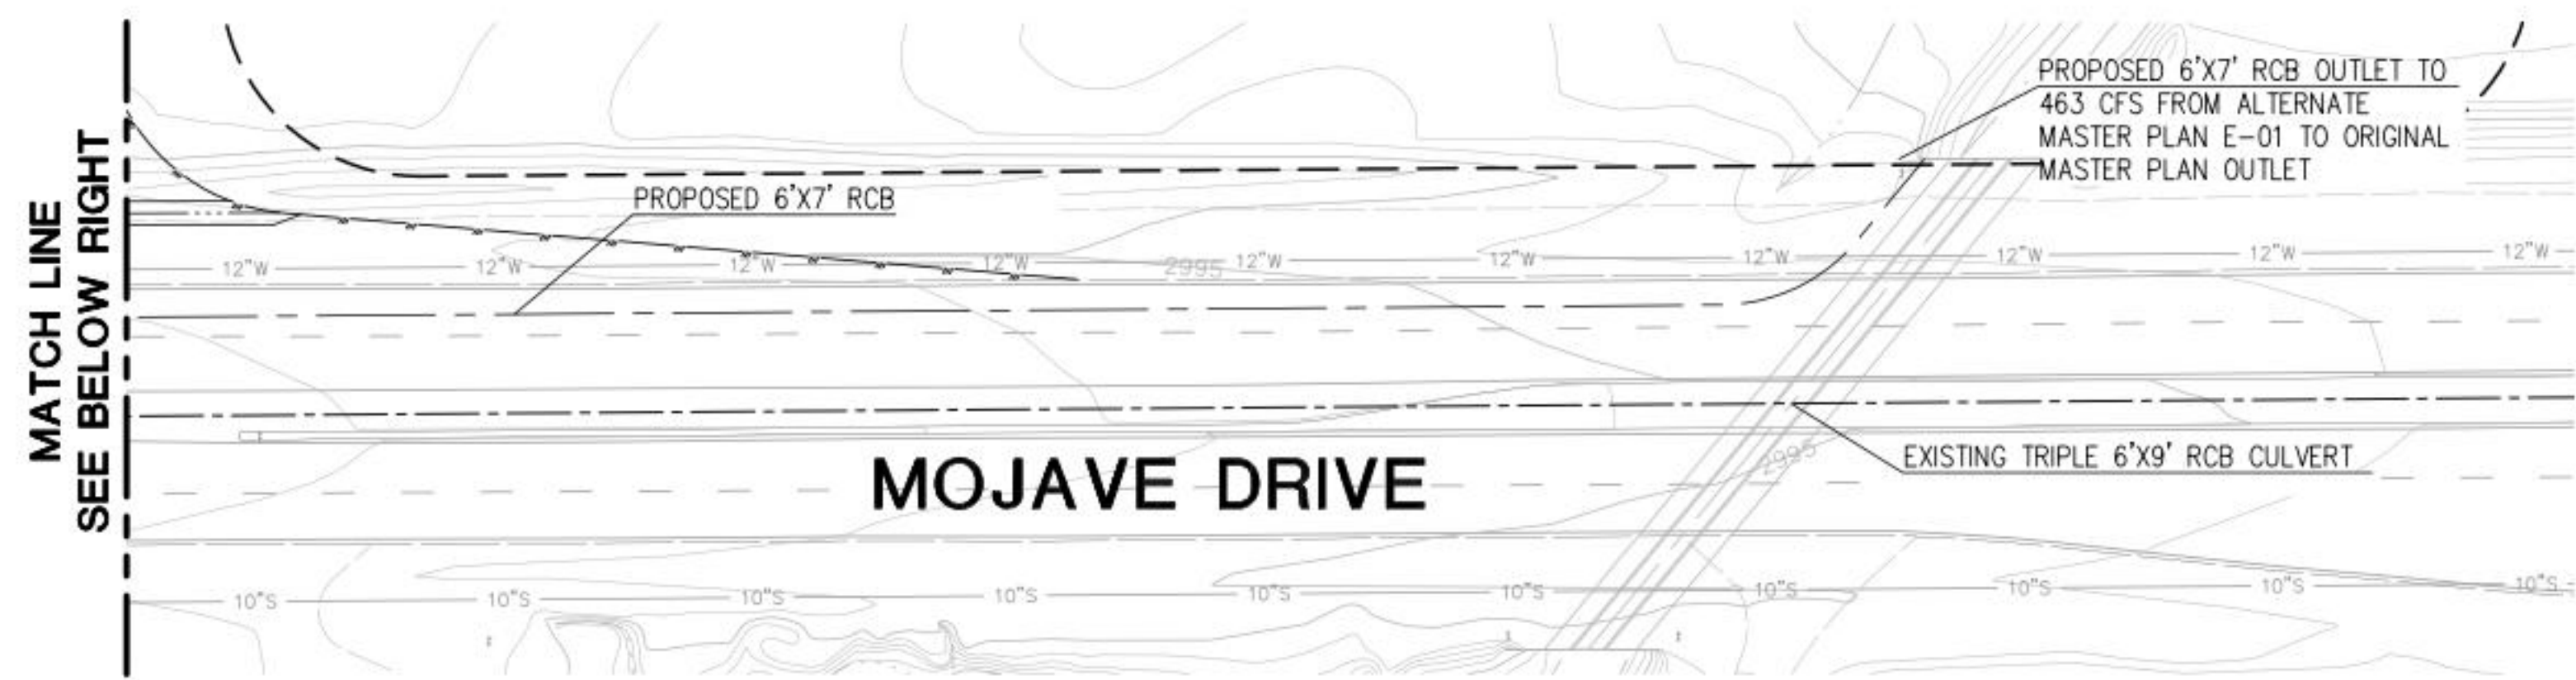 MATCH LINE
SEE BELOW RIGHT
PROPOSED 6'X7' RCB OUTLET TO
463 CFS FROM ALTERNATE
MASTER PLAN E-01 TO ORIGINAL
MASTER PLAN OUTLET
PROPOSED 6'X7' RCB
12"W 12"W 12"W 12"W 2995 12"W 12"W 12"W 12"W 12"W 12"W
EXISTING TRIPLE 6'X9' RCB CULVERT
2995
MOJAVE DRIVE
10"S 10"S 10"S 10"S 10"S 10"S 10"S 10"S 10"S 10"S